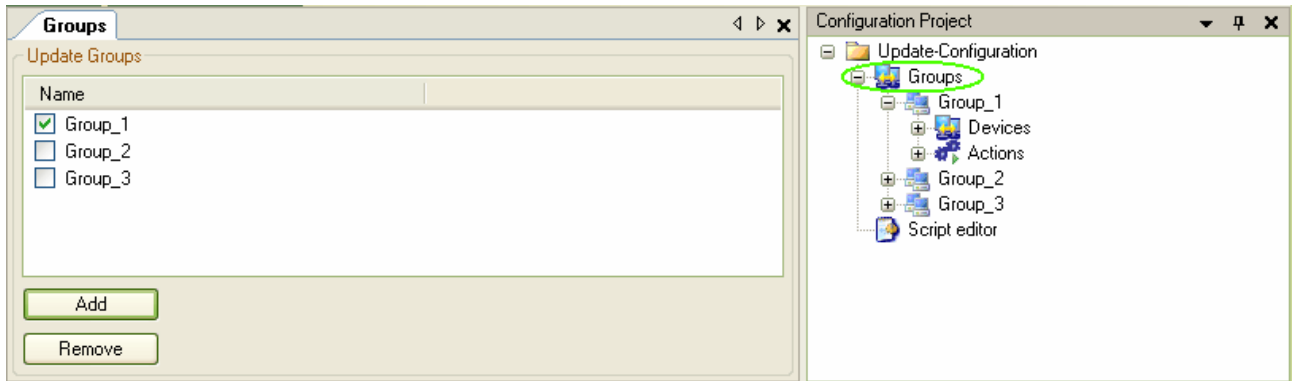 Groups
Update Groups
Name
Group_1
Group_2
Group_3
Add
Remove
Configuration Project
Update-Configuration
Groups
Group_1
Devices
Actions
Group_2
Group_3
Script editor